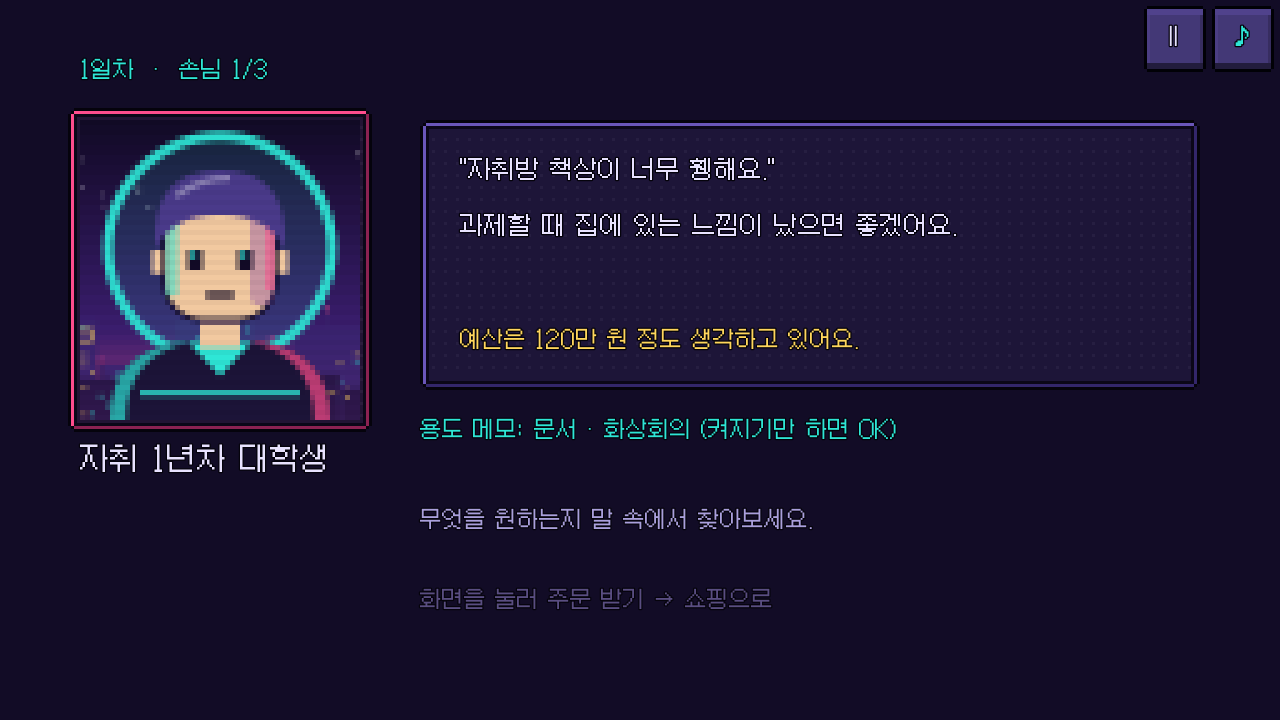 1일차 · 손님 1/3
"자취방 책상이 너무 휑해요."
과제할 때 집에 있는 느낌이 났으면 좋겠어요.
예산은 120만 원 정도 생각하고 있어요.
용도 메모: 문서 · 화상회의 (켜지기만 하면 OK)
자취 1년차 대학생
무엇을 원하는지 말 속에서 찾아보세요.
화면을 눌러 주문 받기 → 쇼핑으로